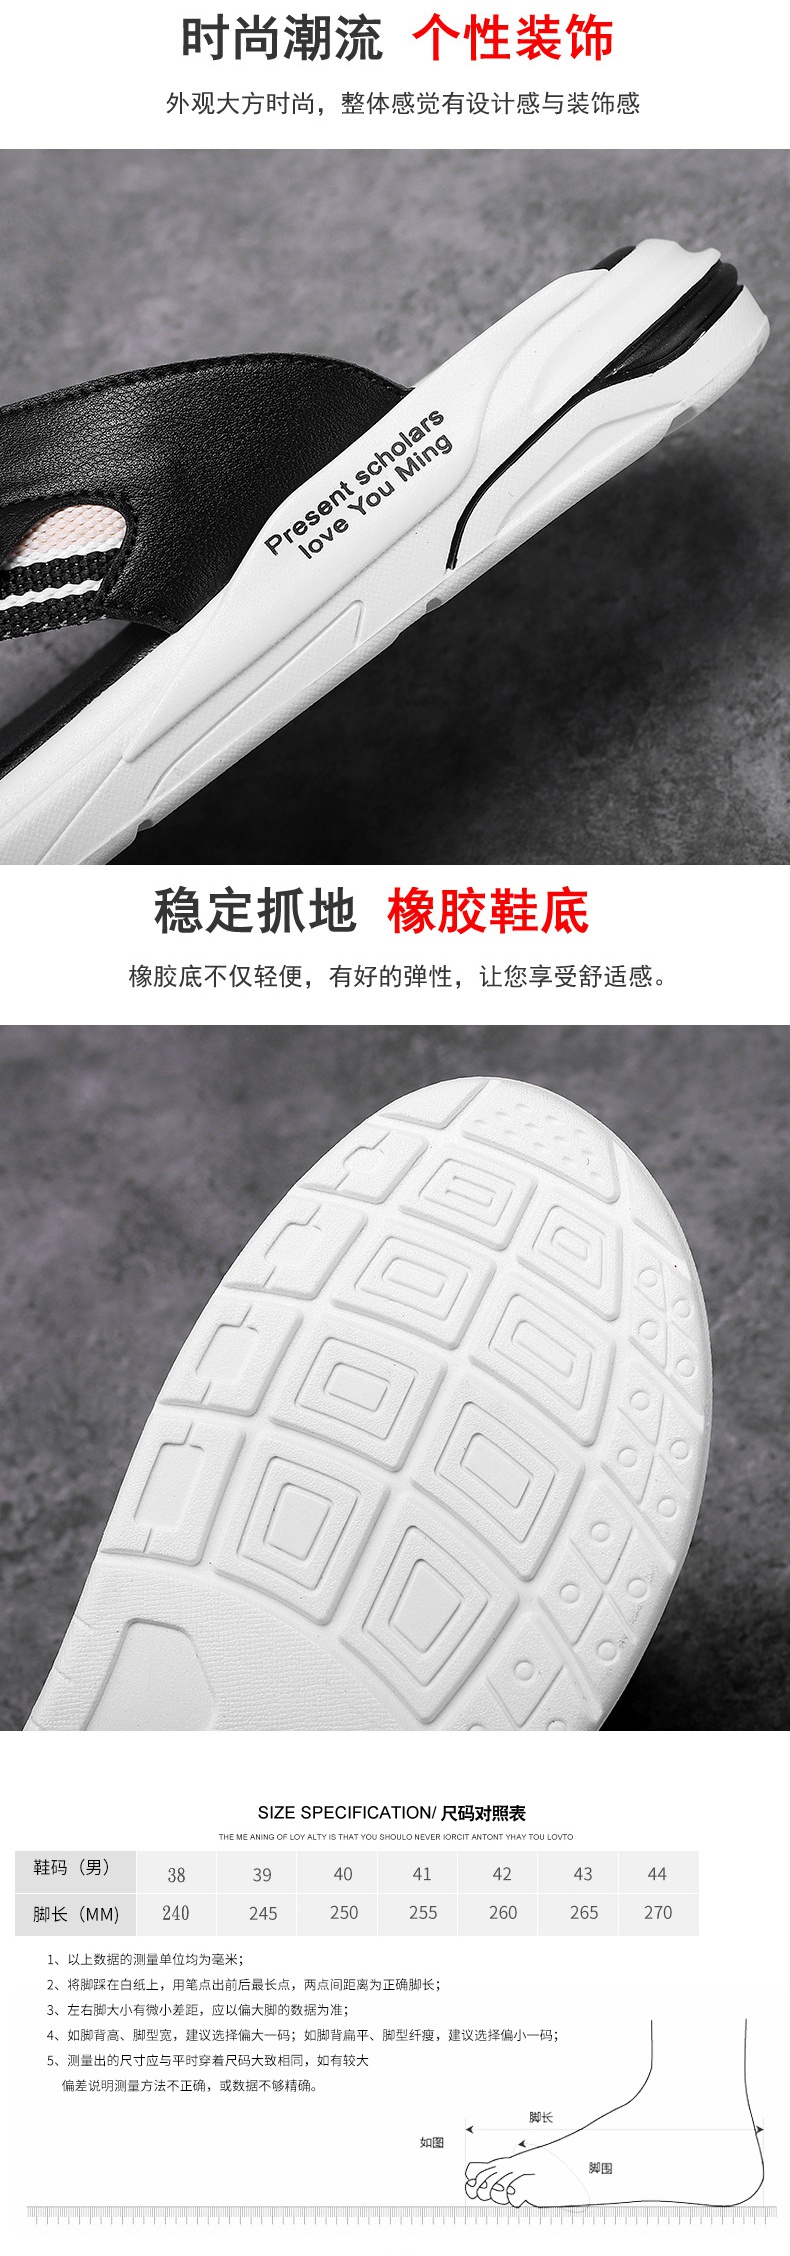 时尚潮流 个性装饰
外观大方时尚，整体感觉有设计感与装饰感
Present scholars
love You Ming
稳定抓地 橡胶鞋底
橡胶底不仅轻便，有好的弹性，让您享受舒适感。
SIZE SPECIFICATION/ 尺码对照表
THE ME ANING OF LOY ALTY IS THAT YOU SHOULO NEVER IORCIT ANTONT YHAY TOU LOVTO
鞋码（男） 38 39 40 41 42 43 44
脚长（MM) 240 245 250 255 260 265 270
1、以上数据的测量单位均为毫米；
2、将脚踩在白纸上，用笔点出前后最长点，两点间距离为正确脚长；
3、左右脚大小有微小差距，应以偏大脚的数据为准；
4、如脚背高、脚型宽，建议选择偏大一码；如脚背扁平、脚型纤瘦，建议选择偏小一码；
5、测量出的尺寸应与平时穿着尺码大致相同，如有较大
偏差说明测量方法不正确，或数据不够精确。
脚长
如图
脚围